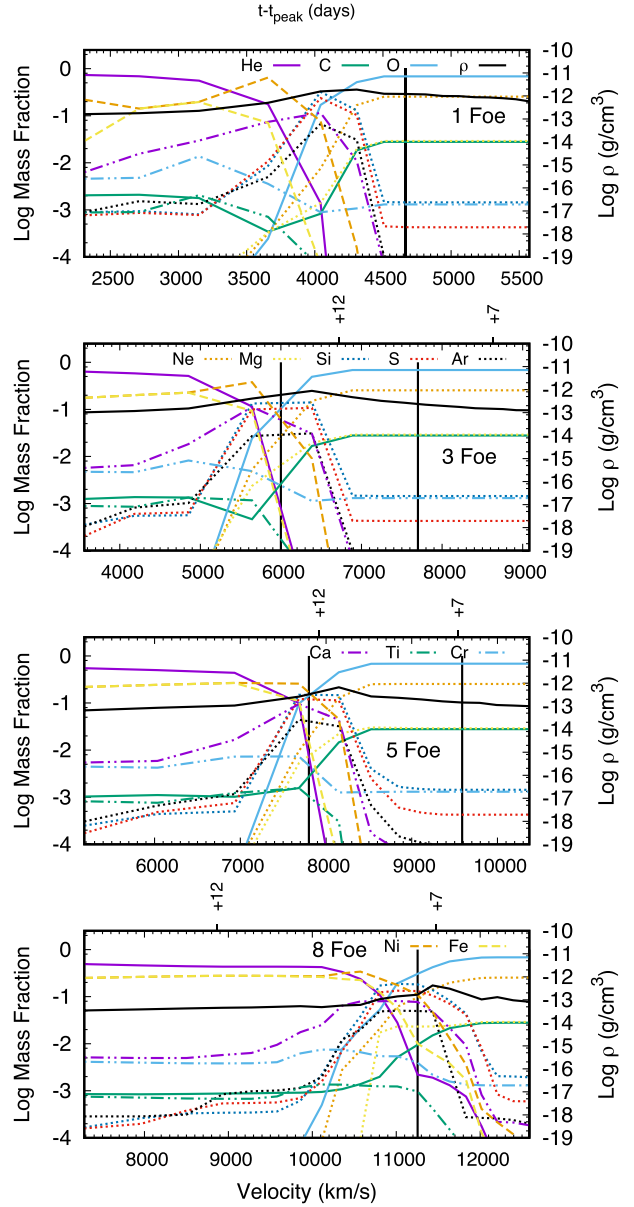 t-t_peak (days)
He C O ρ
0 -1 -2 -3 -4
Log Mass Fraction
1 Foe
-10 -11 -12 -13 -14 -15 -16 -17 -18 -19
Log ρ (g/cm³)
2500 3000 3500 4000 4500 5000 5500
+12 +7
Ne Mg Si S Ar
0 -1 -2 -3 -4
Log Mass Fraction
3 Foe
-10 -11 -12 -13 -14 -15 -16 -17 -18 -19
Log ρ (g/cm³)
4000 5000 6000 7000 8000 9000
+12 +7
Ca Ti Cr
0 -1 -2 -3 -4
Log Mass Fraction
5 Foe
-10 -11 -12 -13 -14 -15 -16 -17 -18 -19
Log ρ (g/cm³)
6000 7000 8000 9000 10000
+12 +7
8 Foe Ni Fe
0 -1 -2 -3 -4
Log Mass Fraction
-10 -11 -12 -13 -14 -15 -16 -17 -18 -19
Log ρ (g/cm³)
8000 9000 10000 11000 12000
Velocity (km/s)